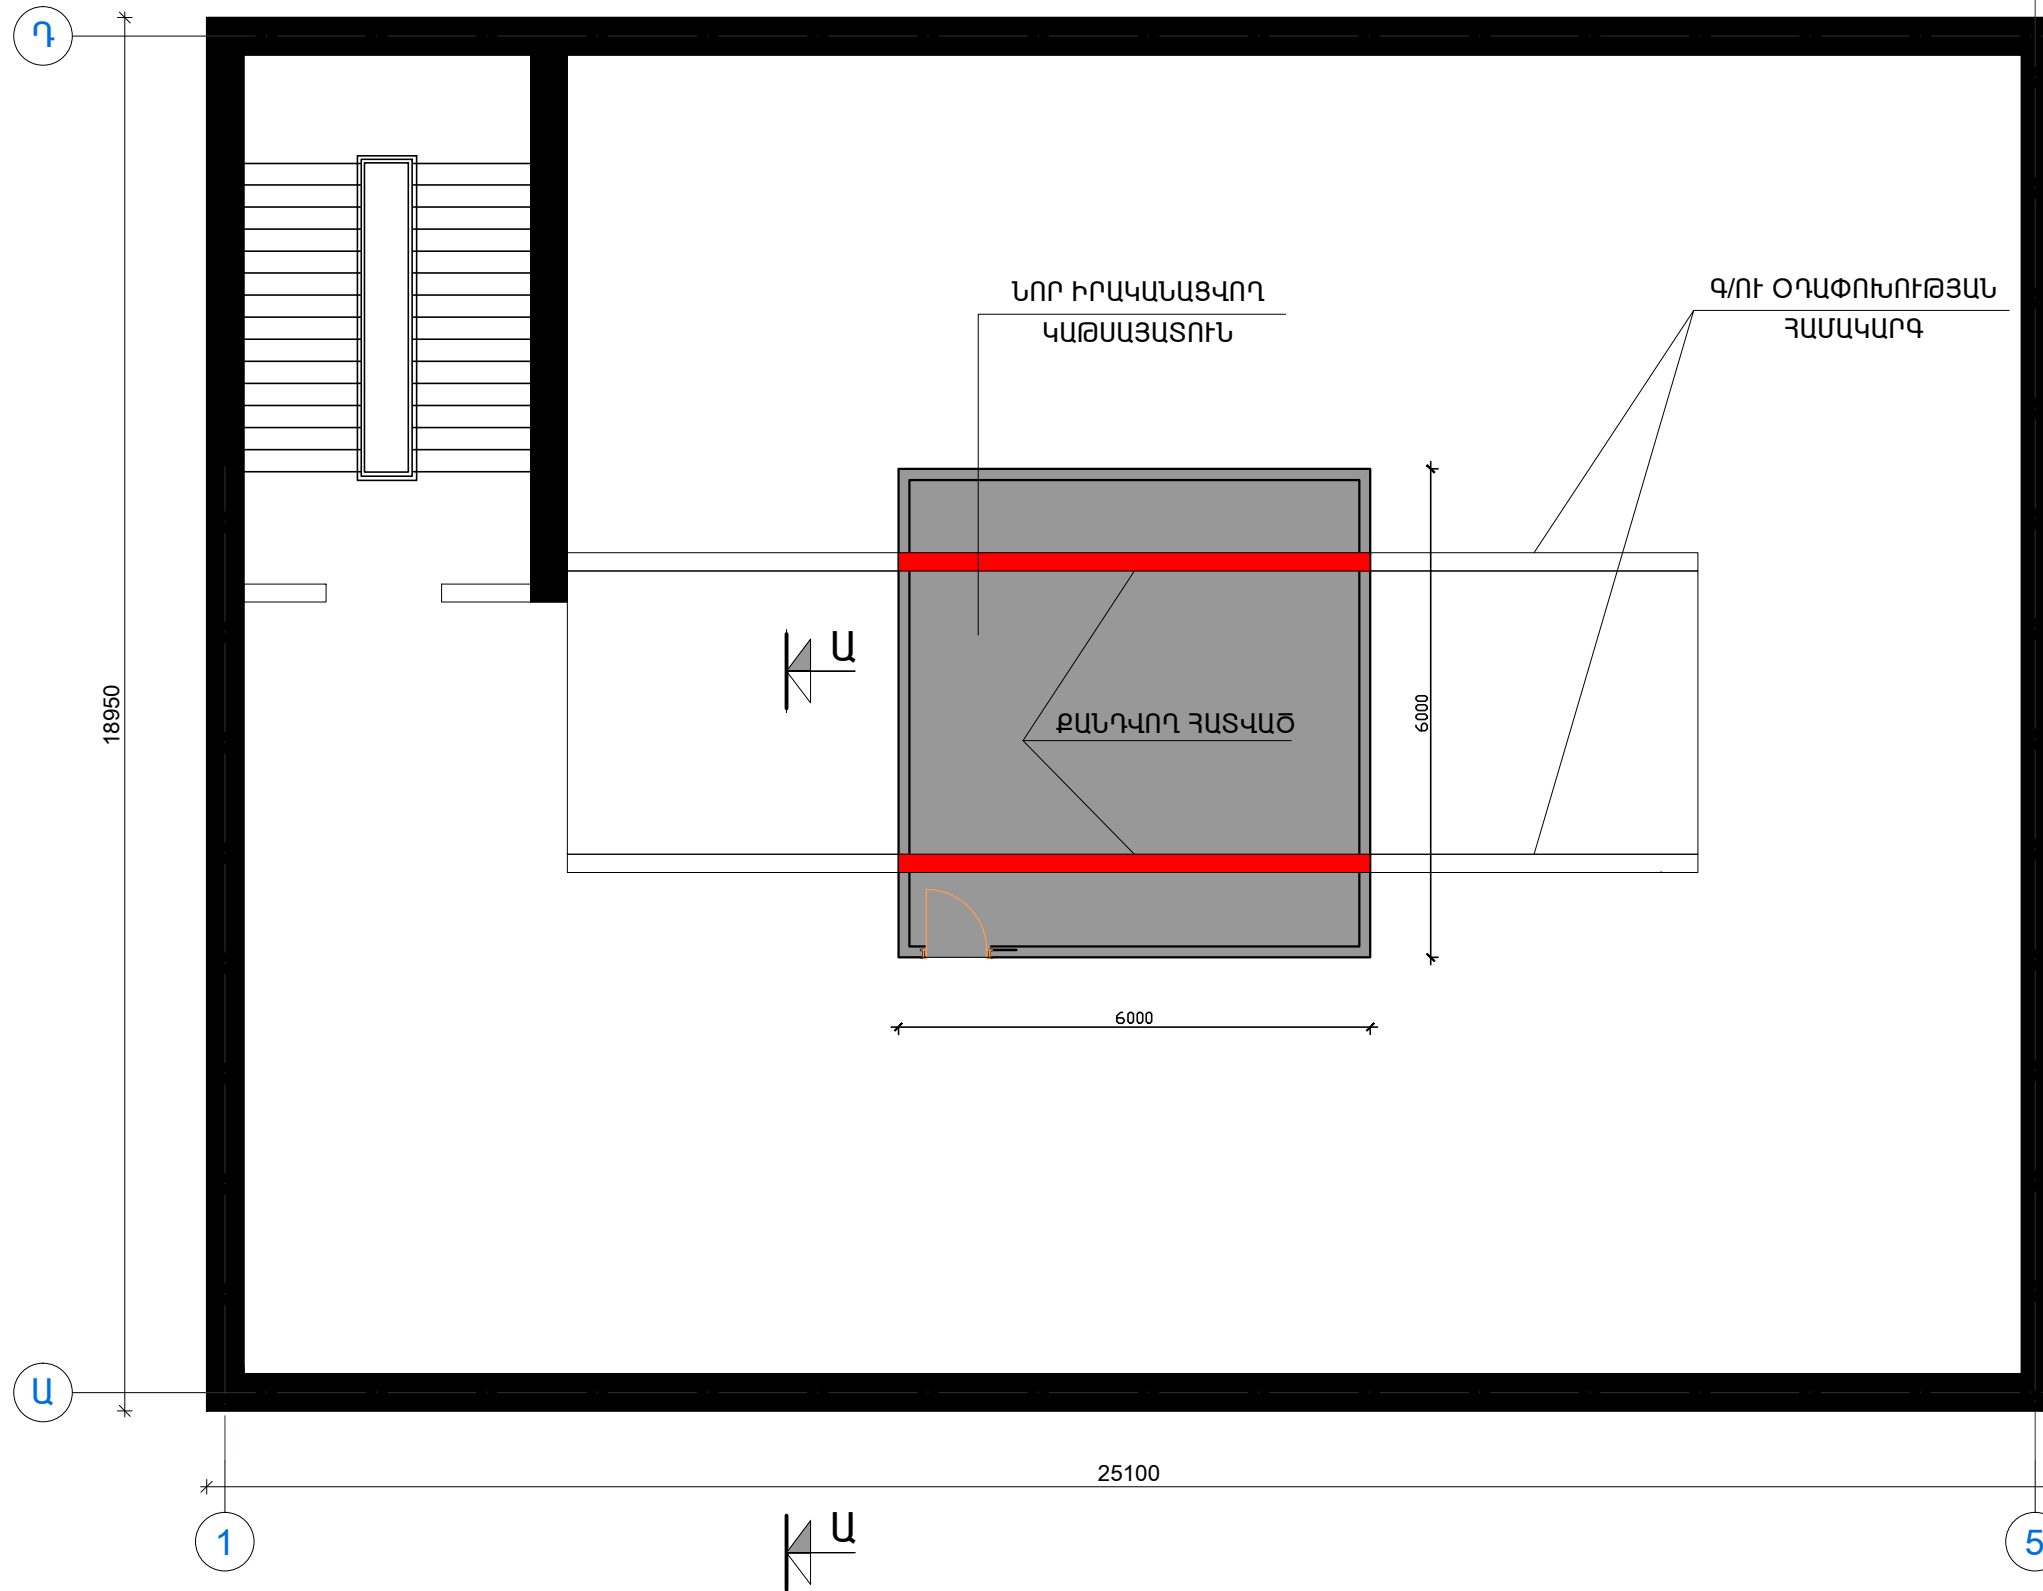 Դ
ՆՈՐ ԻՐԱԿԱՆԱՑՎՈՂ
ԿԱԹՍԱՅԱՏՈՒՆ
Գ/ՈՒ ՕԴԱՓՈԽՈՒԹՅԱՆ
ՀԱՄԱԿԱՐԳ
Ա
18950
ՔԱՆԴՎՈՂ ՀԱՏՎԱԾ
6000
6000
Ա
25100
1
Ա
5